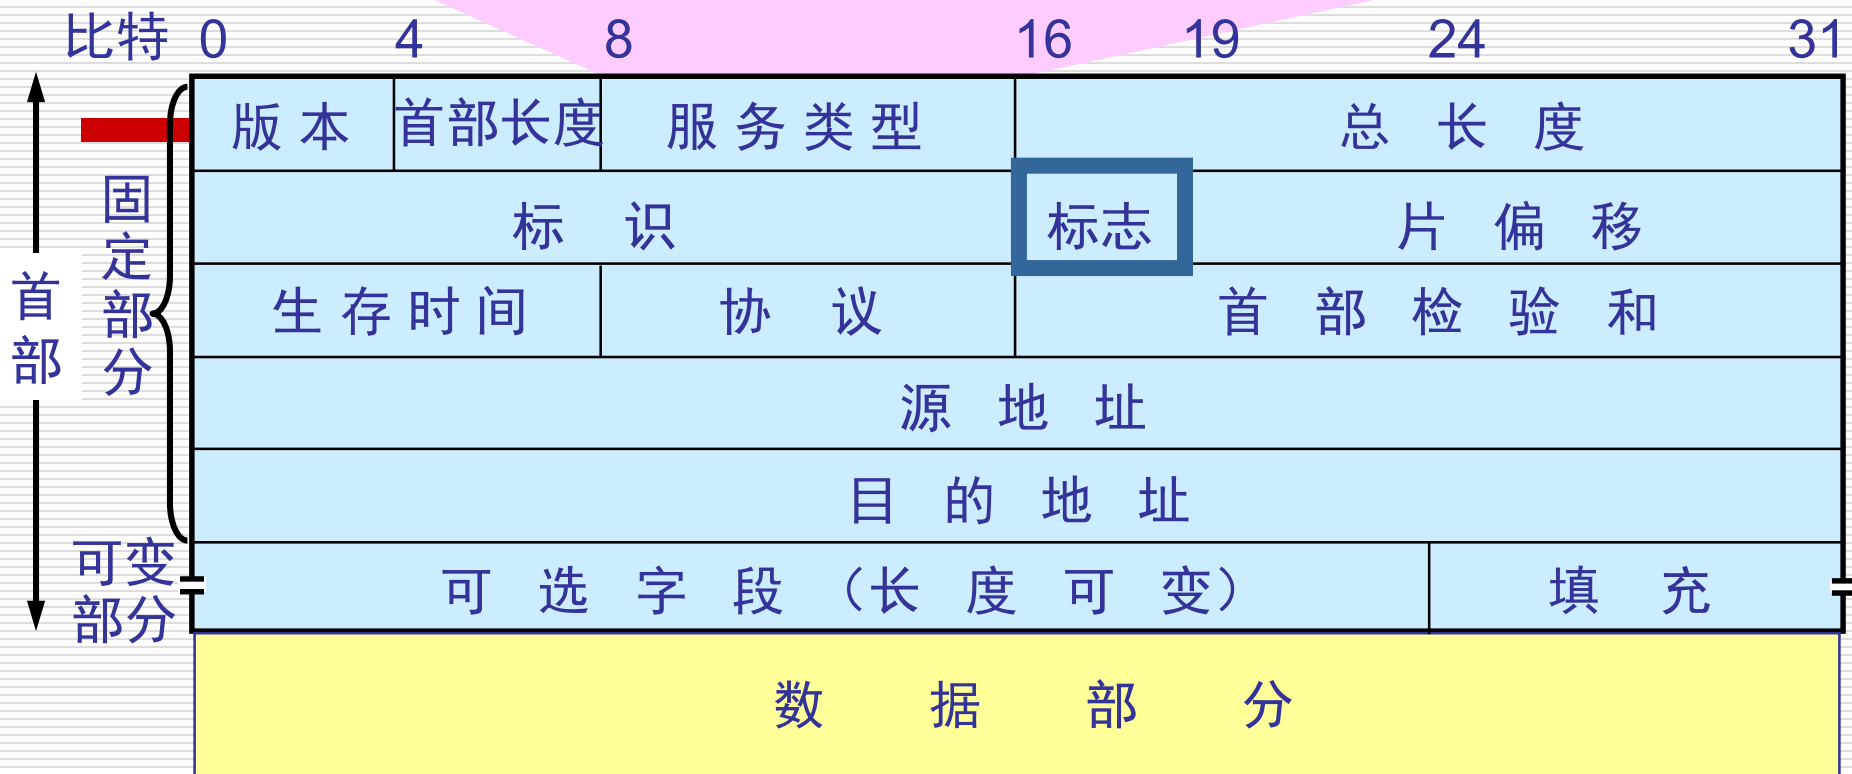 比特 0 4 8 16 19 24 31
版本 首部长度 服务类型 总长度
标识 标志 片偏移
生存时间 协议 首部检验和
源地址
目的地址
可选字段（长度可变） 填充
数据部分
首部
固定部分
可变
部分